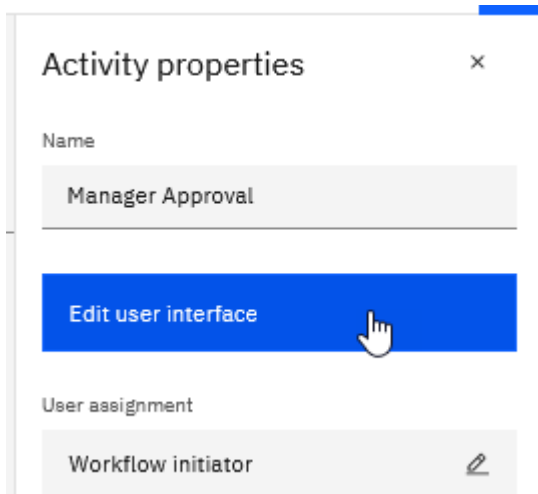 Activity properties
Name
Manager Approval
Edit user interface
User assignment
Workflow initiator